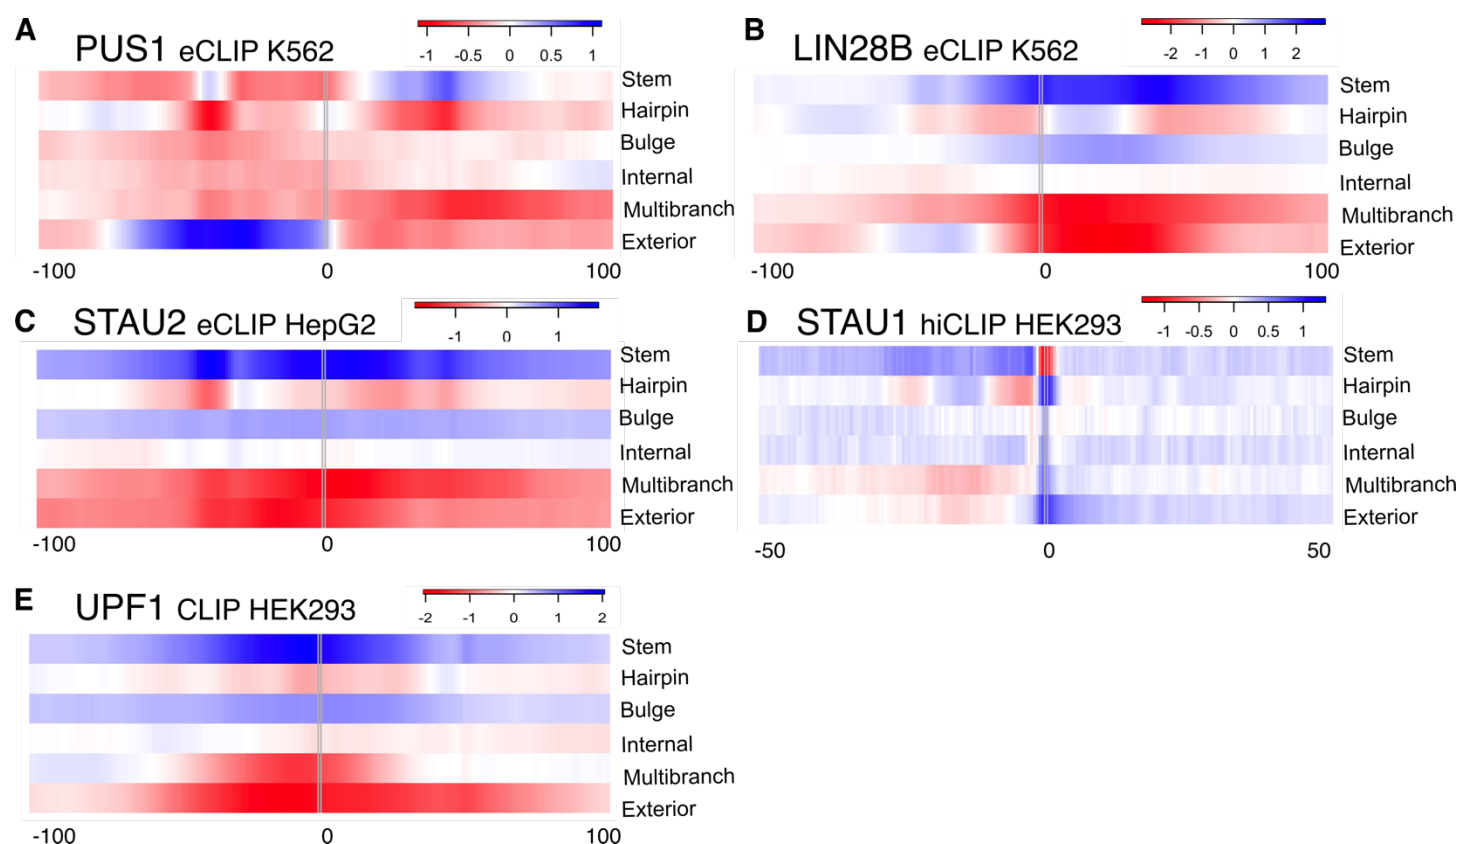 A PUS1 eCLIP K562
-1 -0.5 0 0.5 1
Stem
Hairpin
Bulge
Internal
Multibranch
Exterior
-100 0 100
B LIN28B eCLIP K562
-2 -1 0 1 2
Stem
Hairpin
Bulge
Internal
Multibranch
Exterior
-100 0 100
C STAU2 eCLIP HepG2
-1 0 1
Stem
Hairpin
Bulge
Internal
Multibranch
Exterior
-100 0 100
D STAU1 hiCLIP HEK293
-1 -0.5 0 0.5 1
Stem
Hairpin
Bulge
Internal
Multibranch
Exterior
-50 0 50
E UPF1 CLIP HEK293
-2 -1 0 1 2
Stem
Hairpin
Bulge
Internal
Multibranch
Exterior
-100 0 100